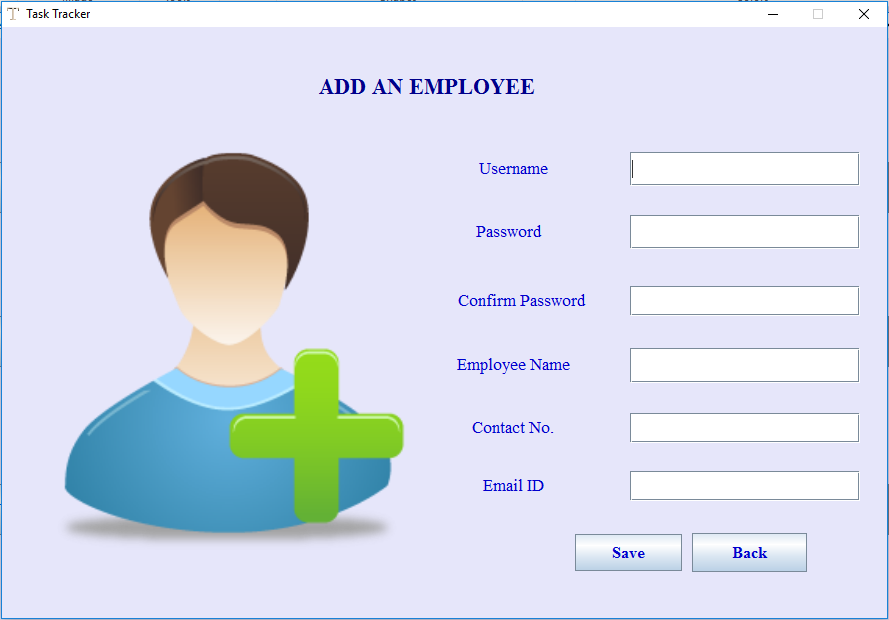 Task Tracker
ADD AN EMPLOYEE
Username
Password
Confirm Password
Employee Name
Contact No.
Email ID
Save Back